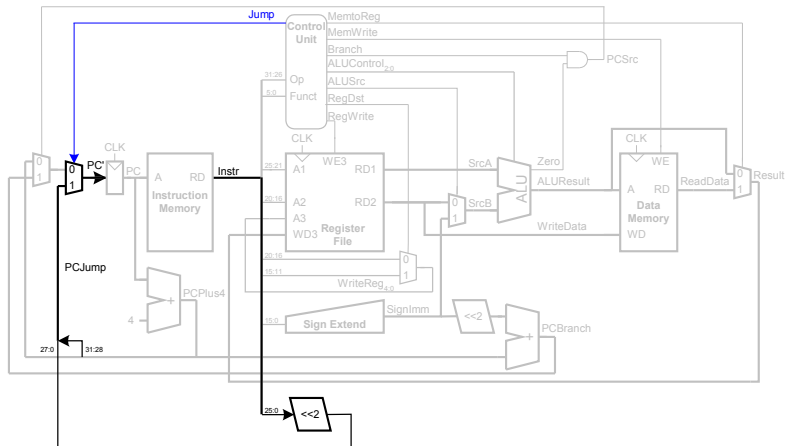 Jump
Control
Unit
MemtoReg
MemWrite
Branch
ALUControl2:0
ALUSrc
RegDst
RegWrite
PCSrc
31:26
Op
5:0
Funct
CLK
CLK
CLK
0
1
PC'
0
1
PC
A
RD
Instruction
Memory
Instr
25:21
A1
WE3
RD1
20:16
A2
RD2
A3
WD3
Register
File
SrcA
SrcB
0
1
ALU
Zero
ALUResult
WriteData
A
RD
WE
Data
Memory
WD
ReadData
0
1
Result
20:16
15:11
0
1
WriteReg4:0
PCJump
PCPlus4
4
+
15:0
Sign Extend
SignImm
<<2
+
PCBranch
27:0
31:28
25:0
<<2